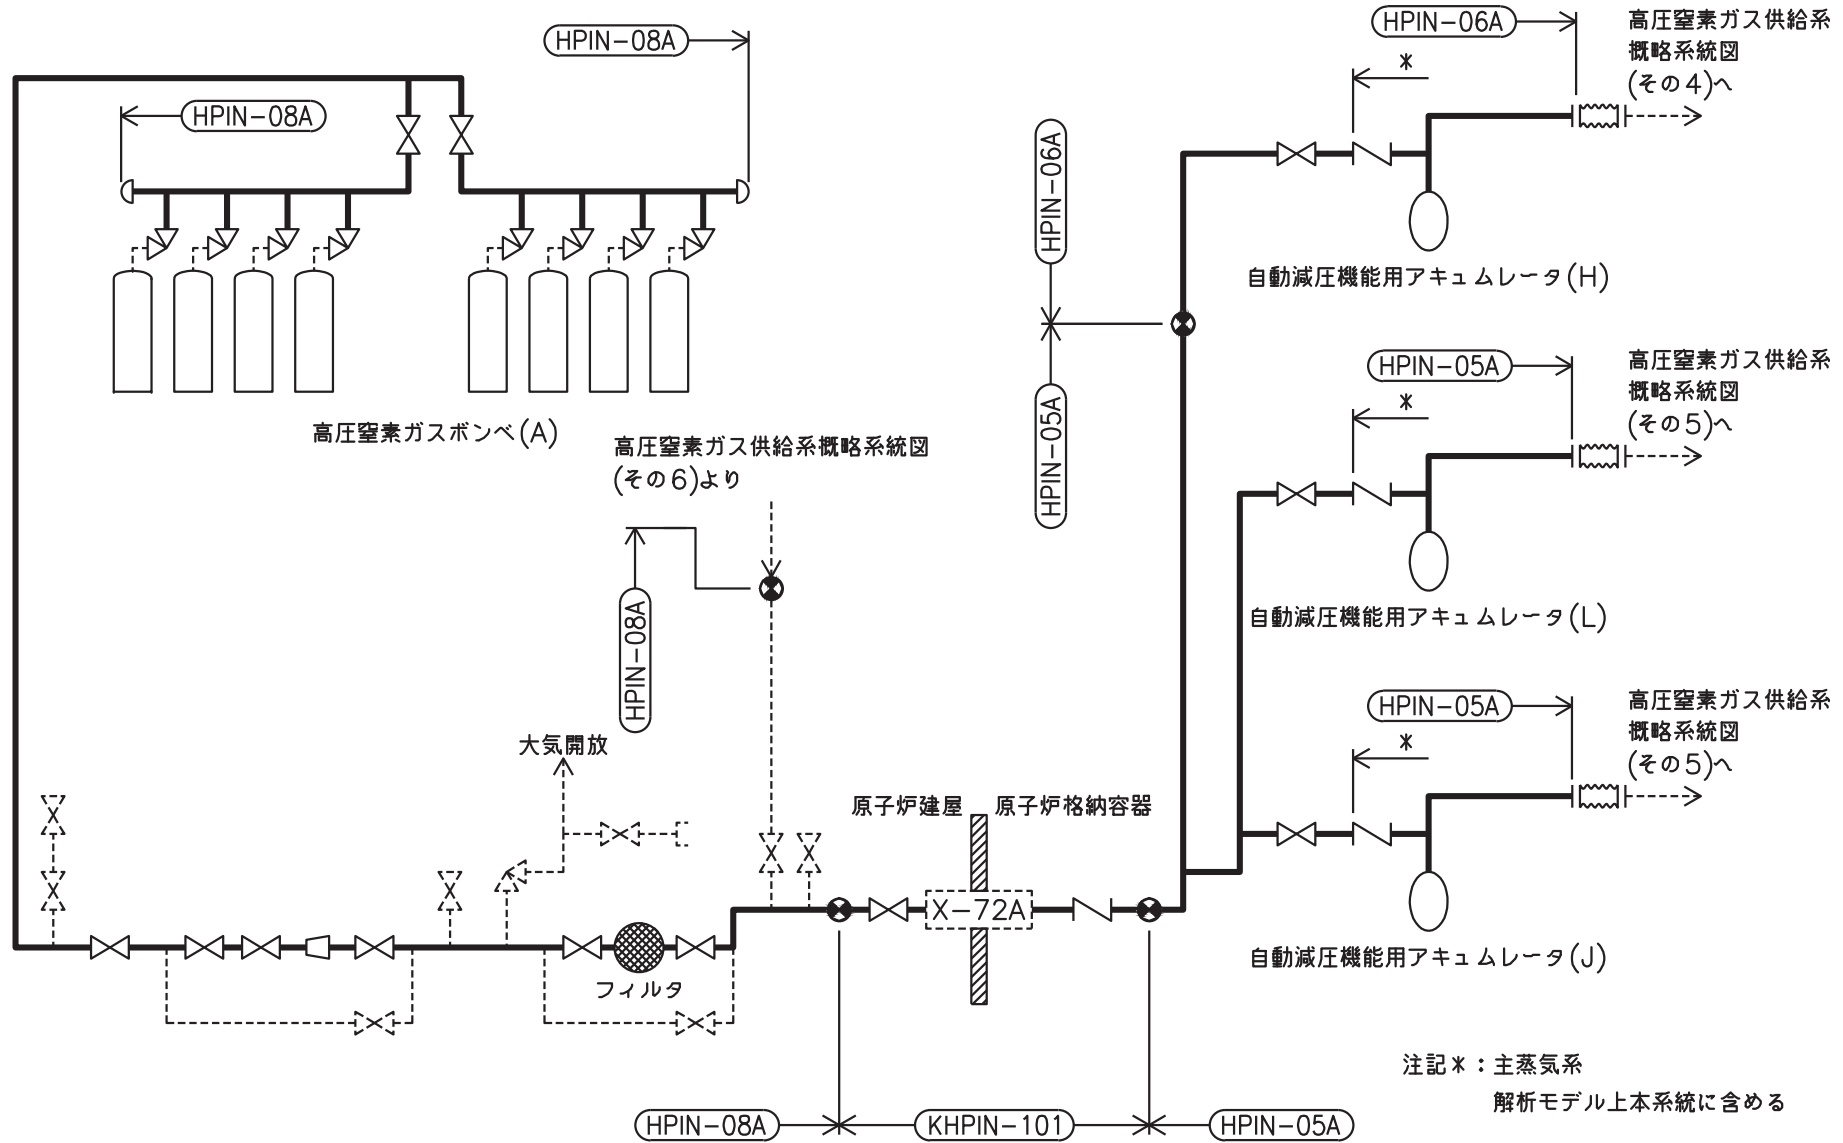 HPIN-08A
HPIN-08A
高圧窒素ガスボンベ(A)
高圧窒素ガス供給系概略系統図
(その6)より
HPIN-08A
大気開放
フィルタ
原子炉建屋
原子炉格納容器
X-72A
HPIN-08A
KHPIN-101
HPIN-05A
HPIN-06A
HPIN-05A
HPIN-06A
*
高圧窒素ガス供給系
概略系統図
(その4)へ
自動減圧機能用アキュムレータ(H)
HPIN-05A
*
高圧窒素ガス供給系
概略系統図
(その5)へ
自動減圧機能用アキュムレータ(L)
HPIN-05A
*
高圧窒素ガス供給系
概略系統図
(その5)へ
自動減圧機能用アキュムレータ(J)
注記*:主蒸気系
解析モデル上本系統に含める